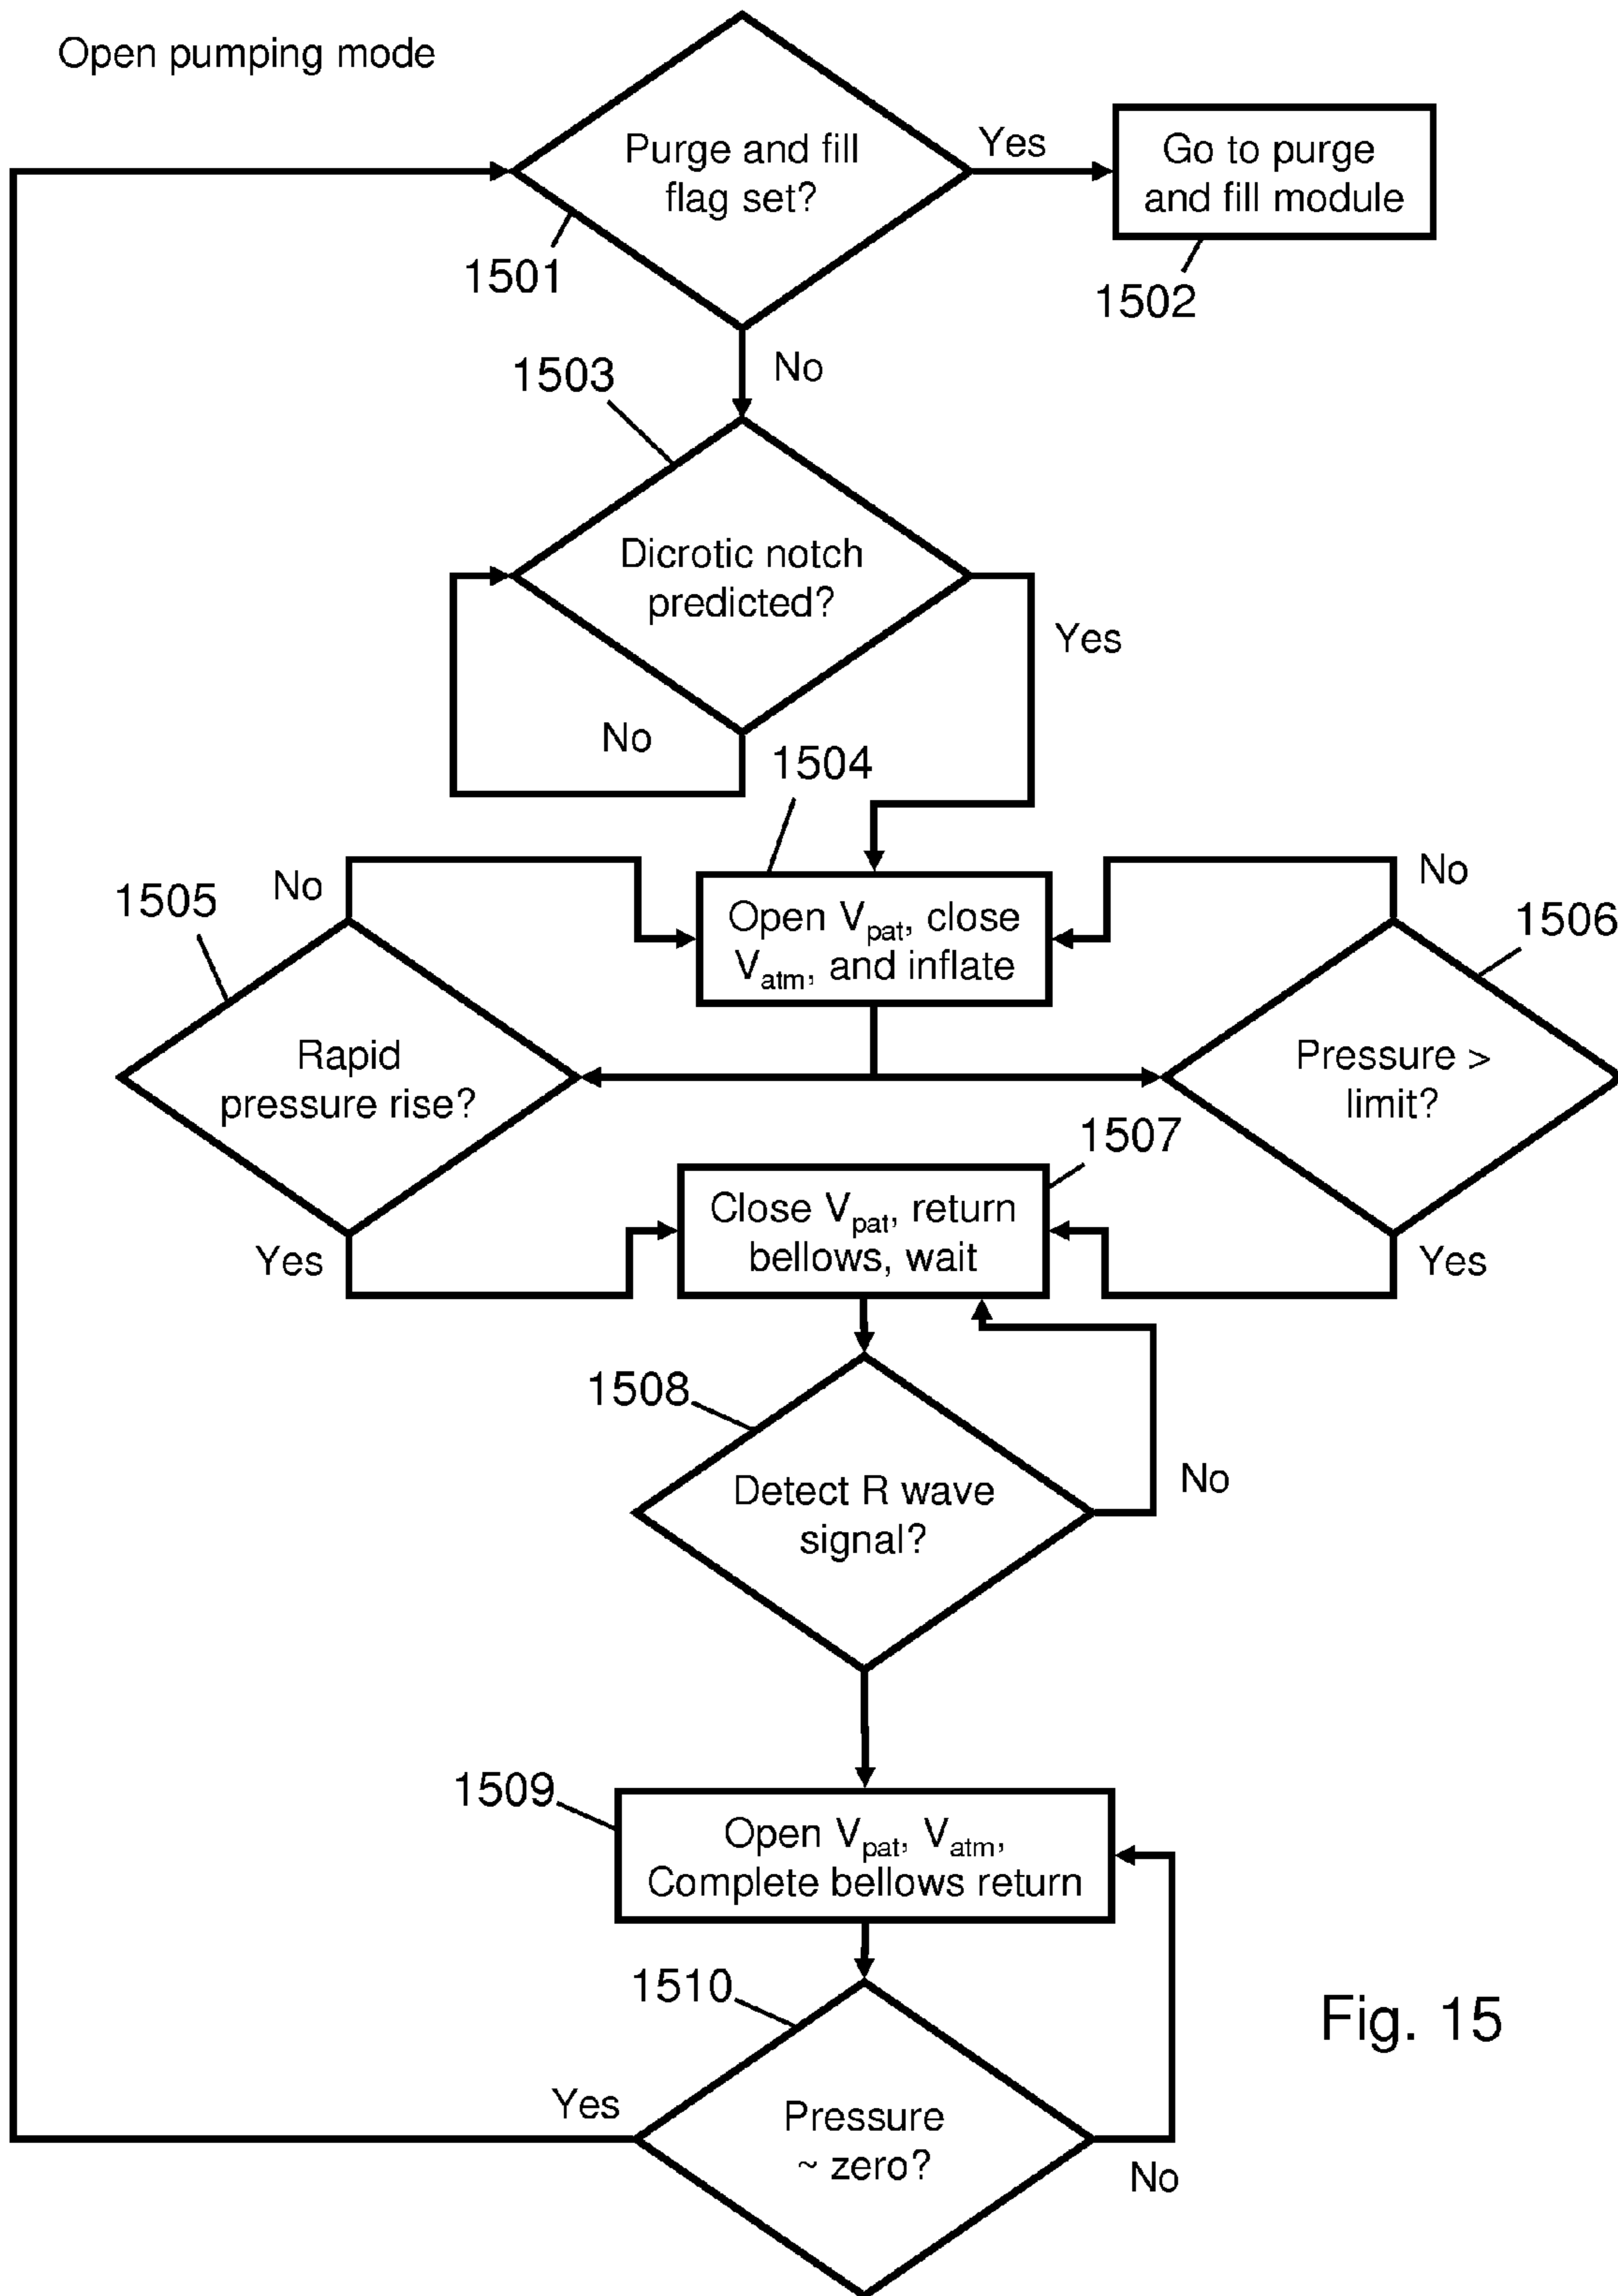 Open pumping mode
Purge and fill
flag set?
Yes
Go to purge
and fill module
1501
1502
No
1503
Dicrotic notch
predicted?
Yes
No
1504
No
No
1505
Open Vpat, close
Vatm, and inflate
1506
Rapid
pressure rise?
Pressure >
limit?
1507
Close Vpat, return
bellows, wait
Yes
Yes
1508
Detect R wave
signal?
No
1509
Open Vpat, Vatm,
Complete bellows return
1510
Fig. 15
Yes
Pressure
~ zero?
No